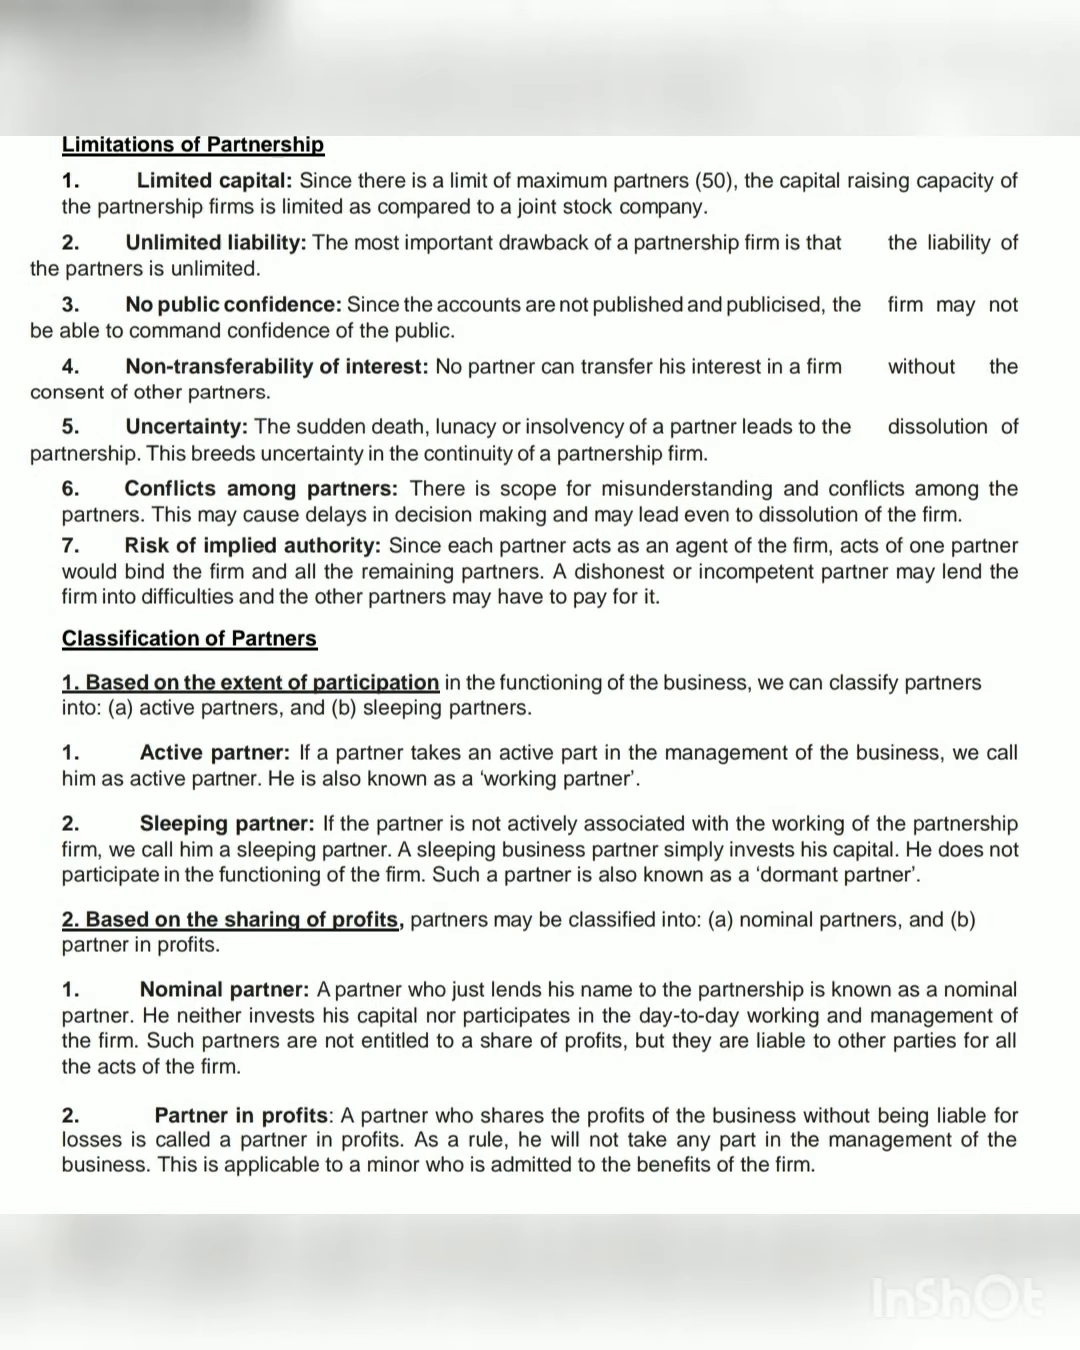 Limitations of Partnership
1. Limited capital: Since there is a limit of maximum partners (50), the capital raising capacity of
the partnership firms is limited as compared to a joint stock company.
2. Unlimited liability: The most important drawback of a partnership firm is that the liability of
the partners is unlimited.
3. No public confidence: Since the accounts are not published and publicised, the firm may not
be able to command confidence of the public.
4. Non-transferability of interest: No partner can transfer his interest in a firm without the
consent of other partners.
5. Uncertainty: The sudden death, lunacy or insolvency of a partner leads to the dissolution of
partnership. This breeds uncertainty in the continuity of a partnership firm.
6. Conflicts among partners: There is scope for misunderstanding and conflicts among the
partners. This may cause delays in decision making and may lead even to dissolution of the firm.
7. Risk of implied authority: Since each partner acts as an agent of the firm, acts of one partner
would bind the firm and all the remaining partners. A dishonest or incompetent partner may lend the
firm into difficulties and the other partners may have to pay for it.
Classification of Partners
1. Based on the extent of participation in the functioning of the business, we can classify partners
into: (a) active partners, and (b) sleeping partners.
1. Active partner: If a partner takes an active part in the management of the business, we call
him as active partner. He is also known as a ‘working partner’.
2. Sleeping partner: If the partner is not actively associated with the working of the partnership
firm, we call him a sleeping partner. A sleeping business partner simply invests his capital. He does not
participate in the functioning of the firm. Such a partner is also known as a ‘dormant partner’.
2. Based on the sharing of profits, partners may be classified into: (a) nominal partners, and (b)
partner in profits.
1. Nominal partner: A partner who just lends his name to the partnership is known as a nominal
partner. He neither invests his capital nor participates in the day-to-day working and management of
the firm. Such partners are not entitled to a share of profits, but they are liable to other parties for all
the acts of the firm.
2. Partner in profits: A partner who shares the profits of the business without being liable for
losses is called a partner in profits. As a rule, he will not take any part in the management of the
business. This is applicable to a minor who is admitted to the benefits of the firm.
InShOt